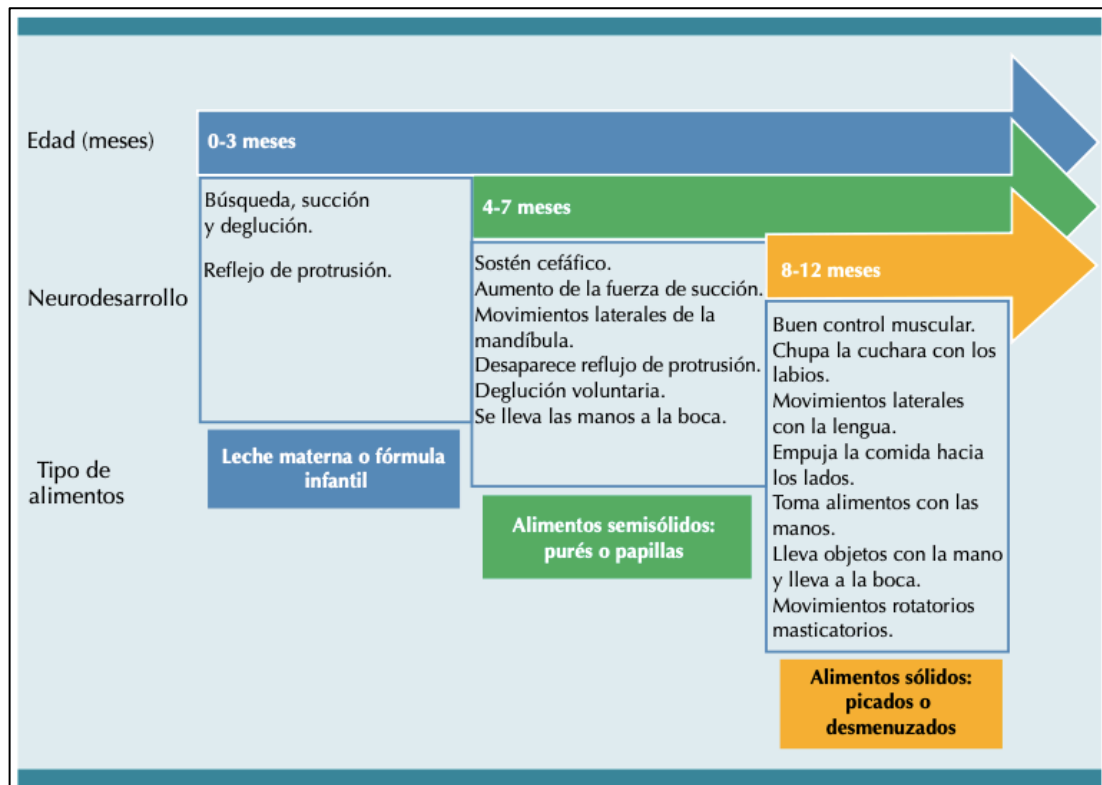 Edad (meses)
0-3 meses
Búsqueda, succión
y deglución.
Reflejo de protrusión.
4-7 meses
Sostén cefáfico.
Aumento de la fuerza de succión.
Movimientos laterales de la
mandíbula.
Desaparece reflujo de protrusión.
Deglución voluntaria.
Se lleva las manos a la boca.
8-12 meses
Buen control muscular.
Chupa la cuchara con los
labios.
Movimientos laterales
con la lengua.
Empuja la comida hacia
los lados.
Toma alimentos con las
manos.
Lleva objetos con la mano
y lleva a la boca.
Movimientos rotatorios
masticatorios.
Neurodesarrollo
Tipo de
alimentos
Leche materna o fórmula
infantil
Alimentos semisólidos:
purés o papillas
Alimentos sólidos:
picados o
desmenuzados